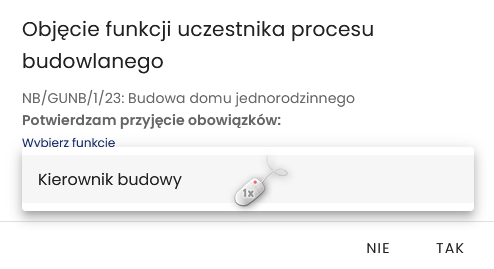 Objęcie funkcji uczestnika procesu
budowlanego
NB/GUNB/1/23: Budowa domu jednorodzinnego
Potwierdzam przyjęcie obowiązków:
Wybierz funkcie
Kierownik budowy
1x
NIE TAK